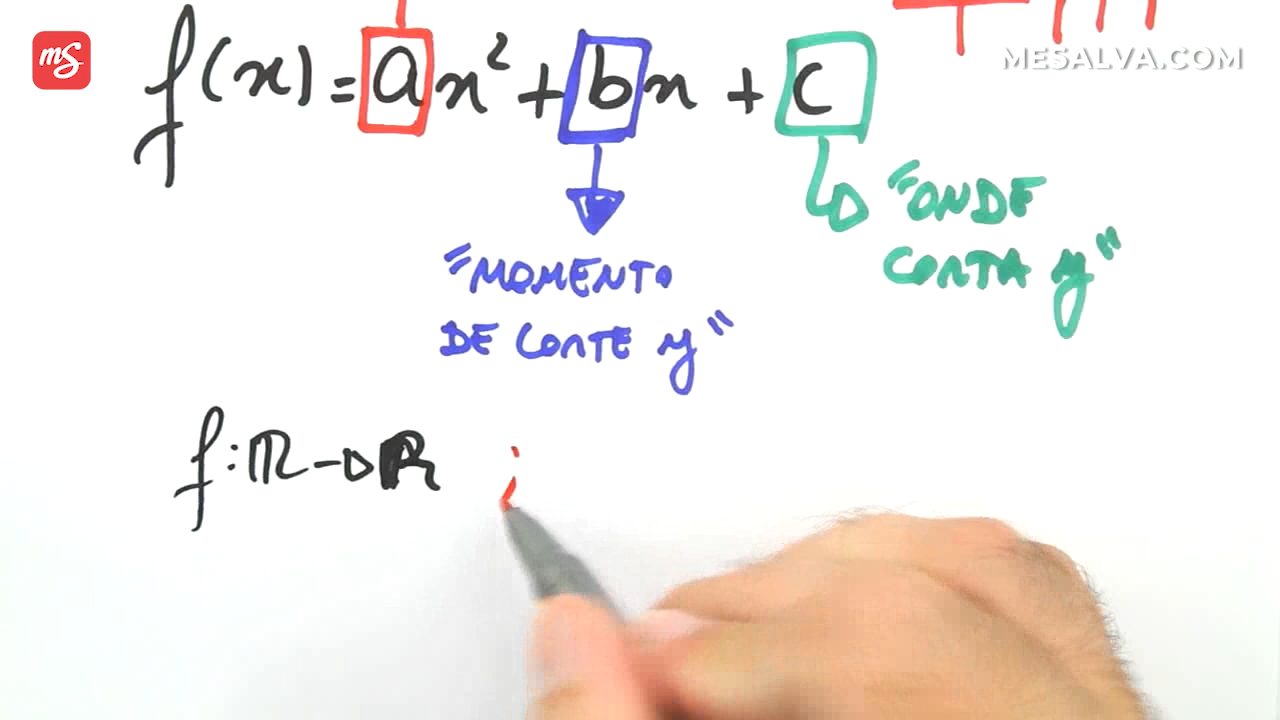 ms
MESALVA.COM
f(x) = ax² + bx + c
"ONDE
CORTA y"
"MOMENTO
DE CORTE y"
f: ℝ → ℝ ;